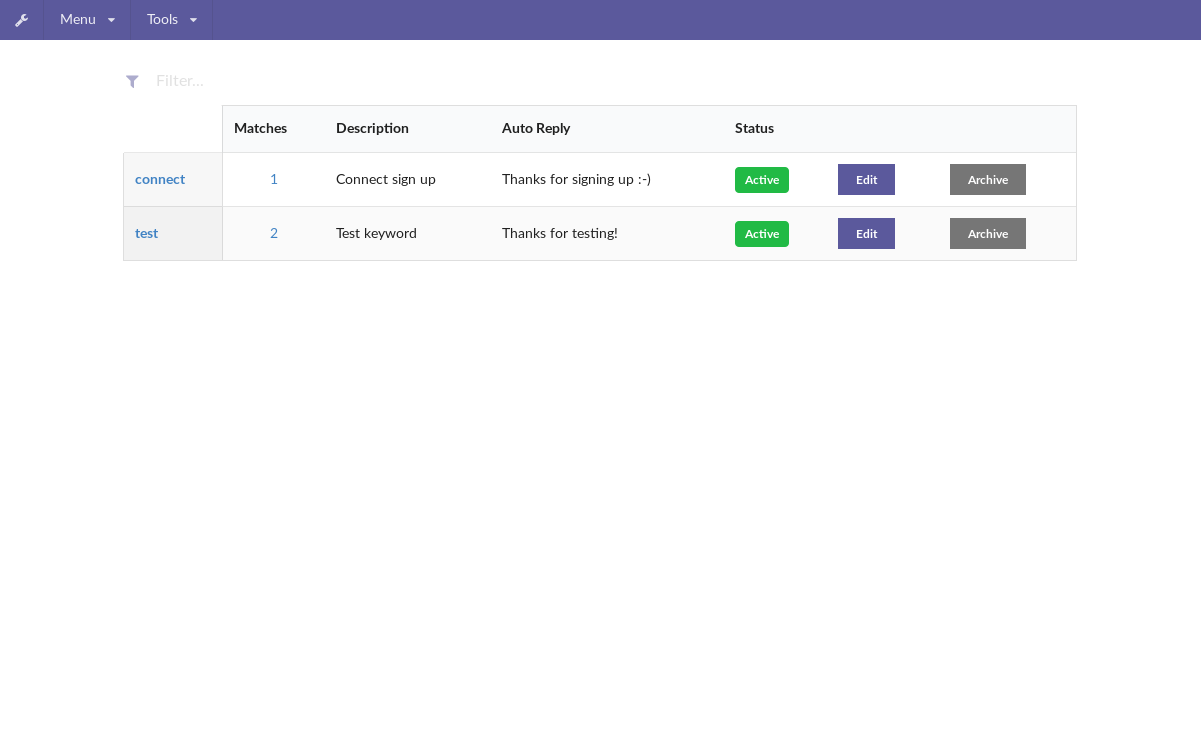 Menu Tools
Filter...
Matches Description Auto Reply Status
connect 1 Connect sign up Thanks for signing up :-) Active Edit Archive
test 2 Test keyword Thanks for testing! Active Edit Archive